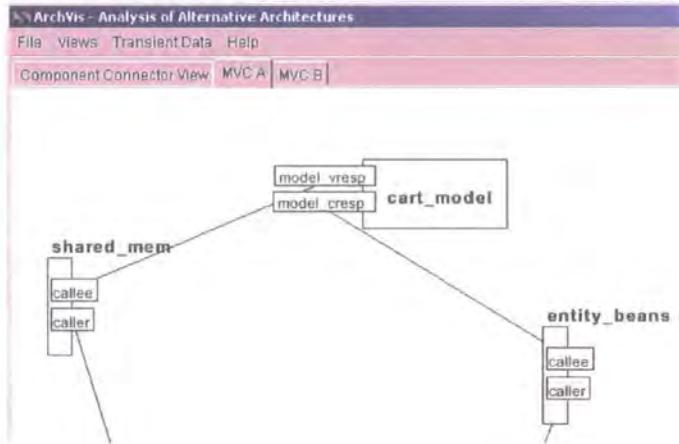 ArchVis - Analysis of Alternative Architectures
File Views Transient Data Help
Component Connector View MVC A MVC B
model_vresp
model_cresp
cart_model
shared_mem
callee
caller
entity_beans
callee
caller